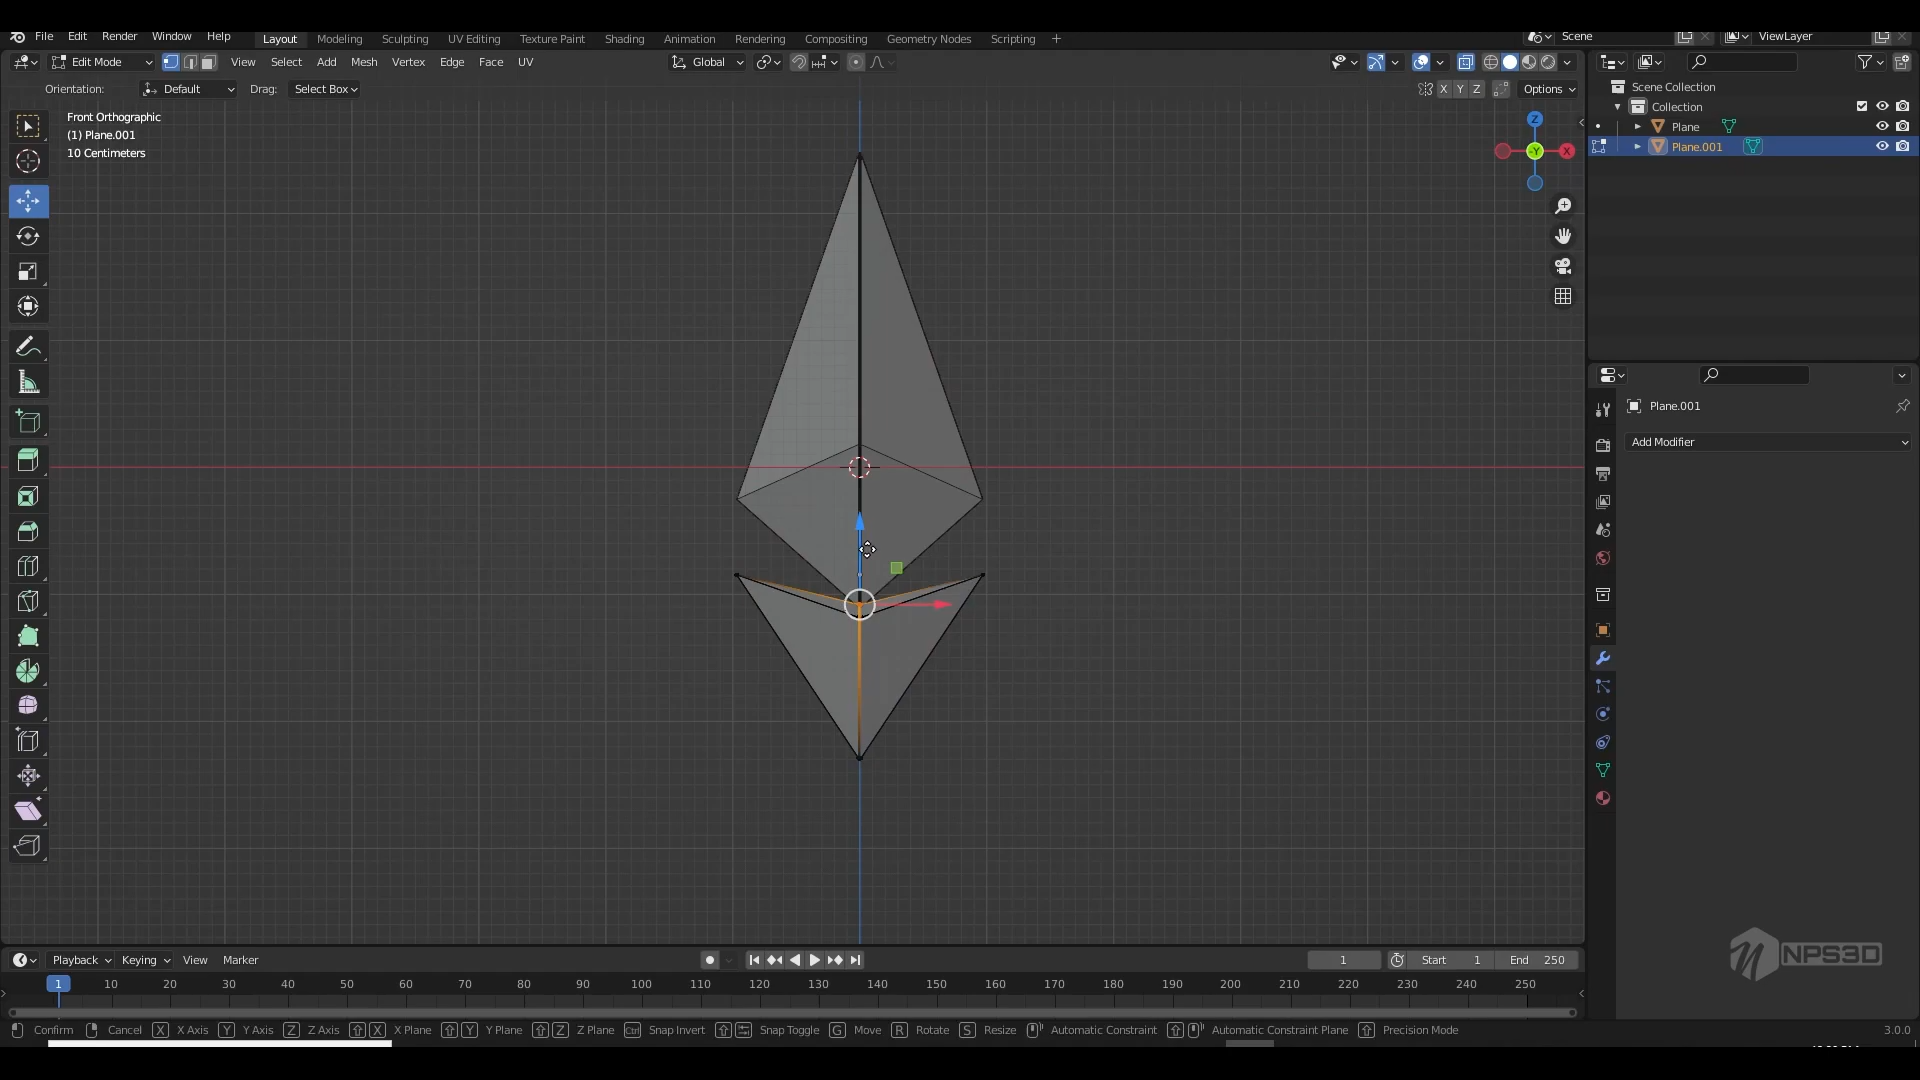 File Edit Render Window Help Layout Modeling Sculpting UV Editing Texture Paint Shading Animation Rendering Compositing Geometry Nodes Scripting + Scene ViewLayer
Edit Mode View Select Add Mesh Vertex Edge Face UV Global
Orientation: Default Drag: Select Box X Y Z Options
Front Orthographic
(1) Plane.001
10 Centimeters
Z
-Y
X
Scene Collection
Collection
Plane
Plane.001
Plane.001
Add Modifier
NPS3D
Playback Keying View Marker 1 Start 1 End 250
1 10 20 30 40 50 60 70 80 90 100 110 120 130 140 150 160 170 180 190 200 210 220 230 240 250
Confirm Cancel X X Axis Y Y Axis Z Z Axis X X Plane Y Y Plane Z Z Plane Ctrl Snap Invert Snap Toggle G Move R Rotate S Resize Automatic Constraint Automatic Constraint Plane Precision Mode 3.0.0